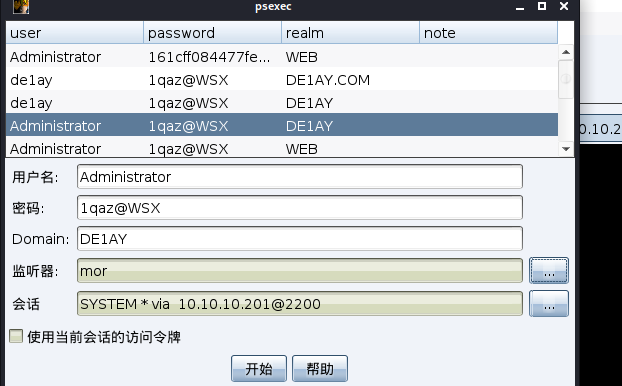 psexec
user password realm note
Administrator 161cff084477fe... WEB
de1ay 1qaz@WSX DE1AY.COM
de1ay 1qaz@WSX DE1AY
Administrator 1qaz@WSX DE1AY
Administrator 1qaz@WSX WEB
0.10.2
用户名: Administrator
密码: 1qaz@WSX
Domain: DE1AY
监听器: mor ...
会话 SYSTEM * via 10.10.10.201@2200 ...
使用当前会话的访问令牌
开始 帮助